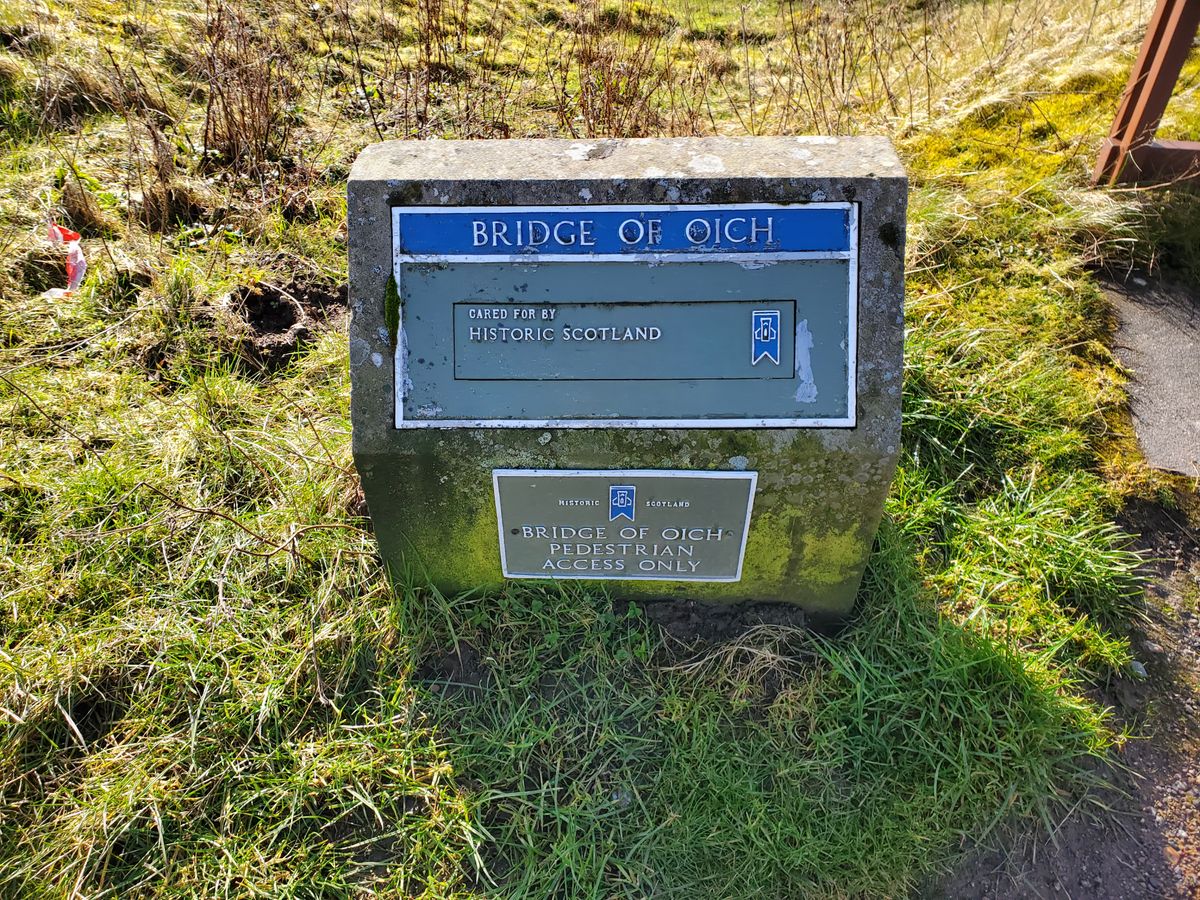 BRIDGE OF OICH
CARED FOR BY
HISTORIC SCOTLAND
HISTORIC SCOTLAND
BRIDGE OF OICH
PEDESTRIAN
ACCESS ONLY